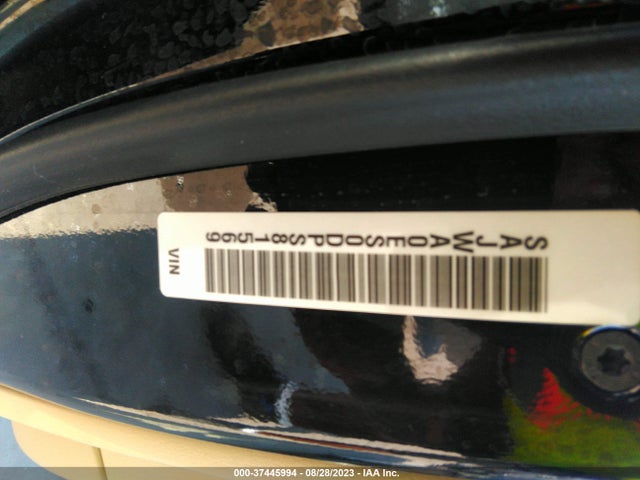 SAJWA0ES0DPS81569
VIN
000-37445994 | 08/28/2023 | IAA Inc.